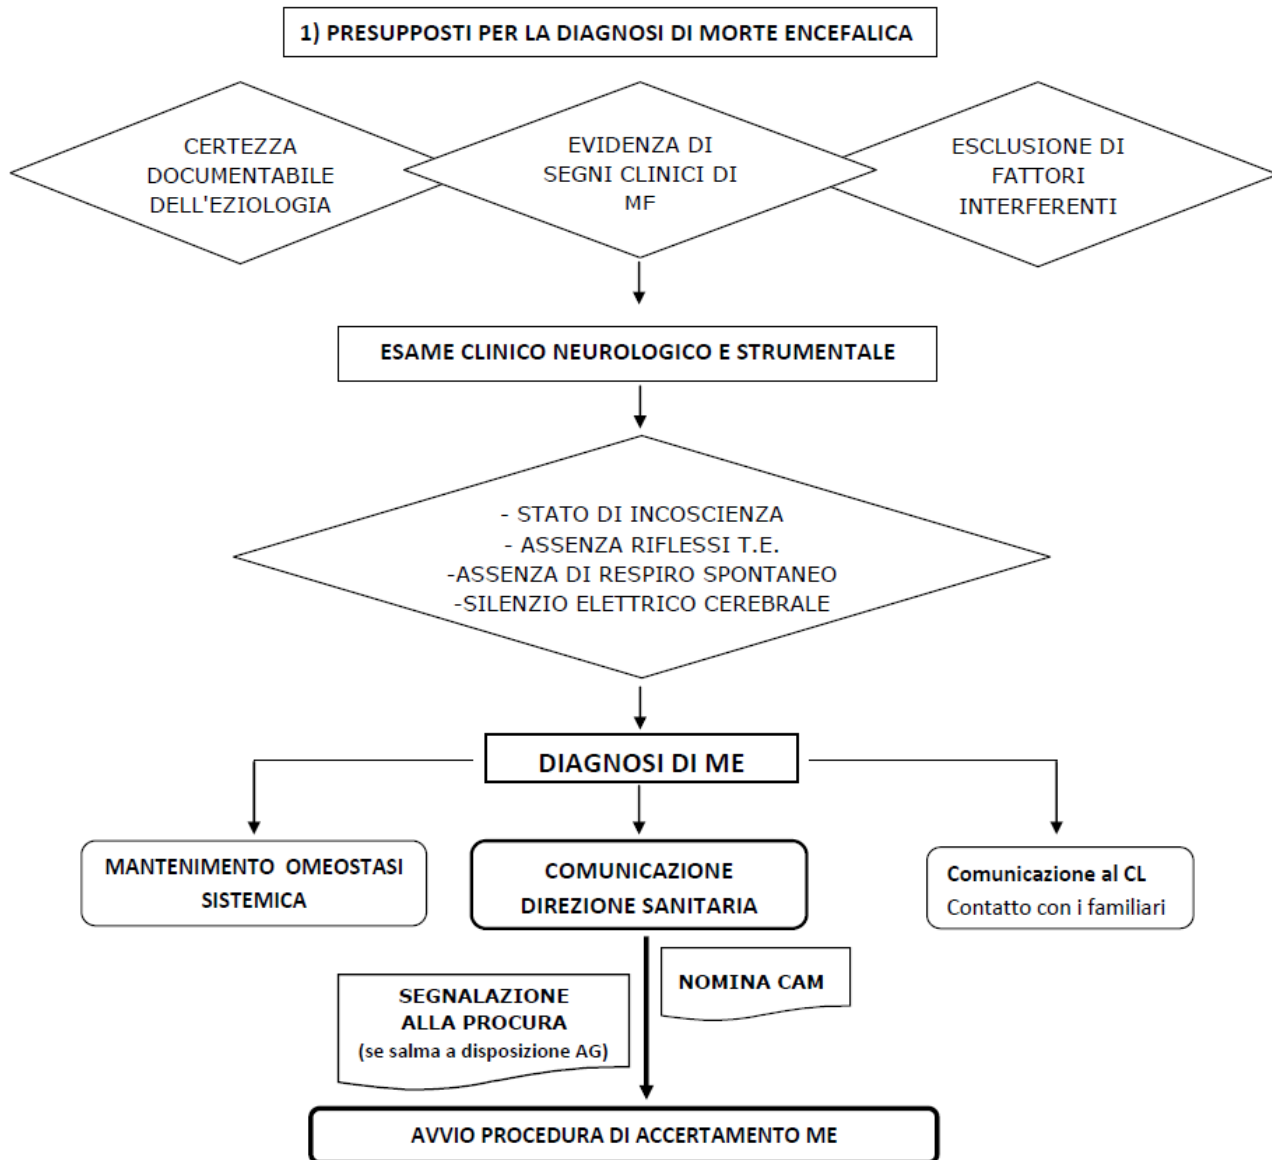 1) PRESUPPOSTI PER LA DIAGNOSI DI MORTE ENCEFALICA
CERTEZZA
DOCUMENTABILE
DELL'EZIOLOGIA
EVIDENZA DI
SEGNI CLINICI DI
MF
ESCLUSIONE DI
FATTORI
INTERFERENTI
ESAME CLINICO NEUROLOGICO E STRUMENTALE
- STATO DI INCOSCIENZA
- ASSENZA RIFLESSI T.E.
-ASSENZA DI RESPIRO SPONTANEO
-SILENZIO ELETTRICO CEREBRALE
DIAGNOSI DI ME
MANTENIMENTO OMEOSTASI
SISTEMICA
COMUNICAZIONE
DIREZIONE SANITARIA
Comunicazione al CL
Contatto con i familiari
SEGNALAZIONE
ALLA PROCURA
(se salma a disposizione AG)
NOMINA CAM
AVVIO PROCEDURA DI ACCERTAMENTO ME